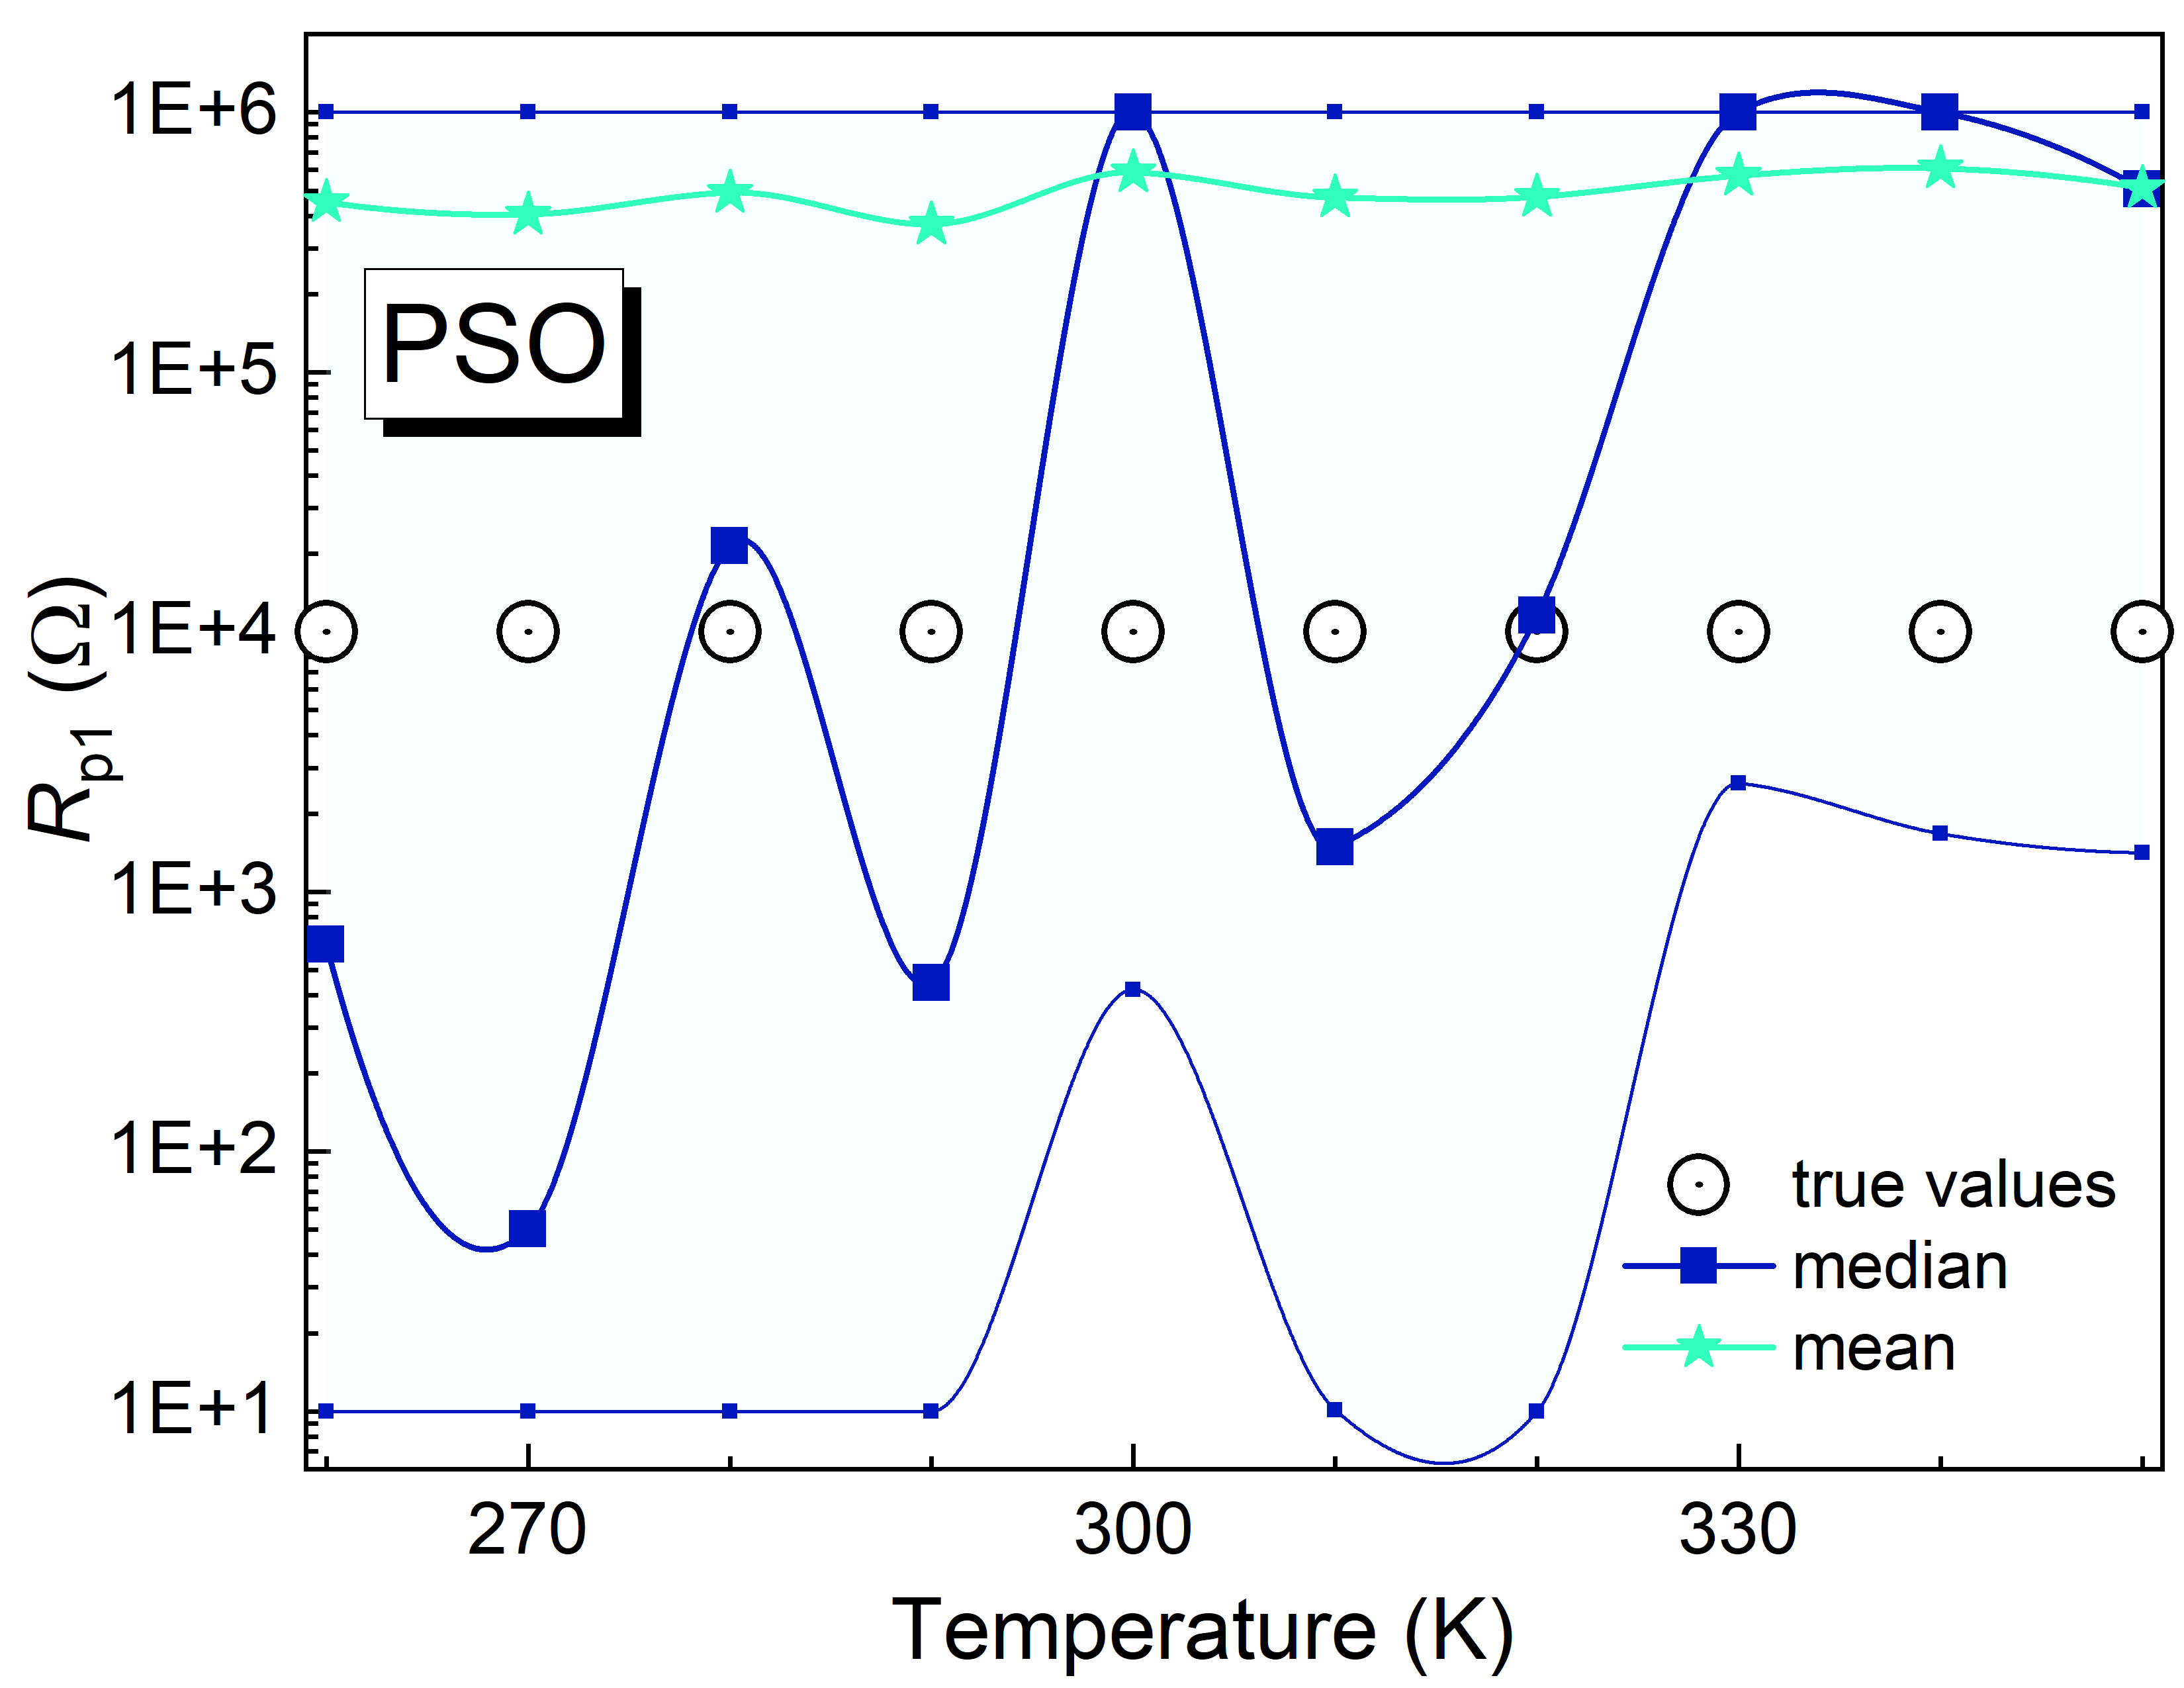 1E+6
1E+5
1E+4
1E+3
1E+2
1E+1
Rp1 (Ω)
PSO
true values
median
mean
270 300 330
Temperature (K)